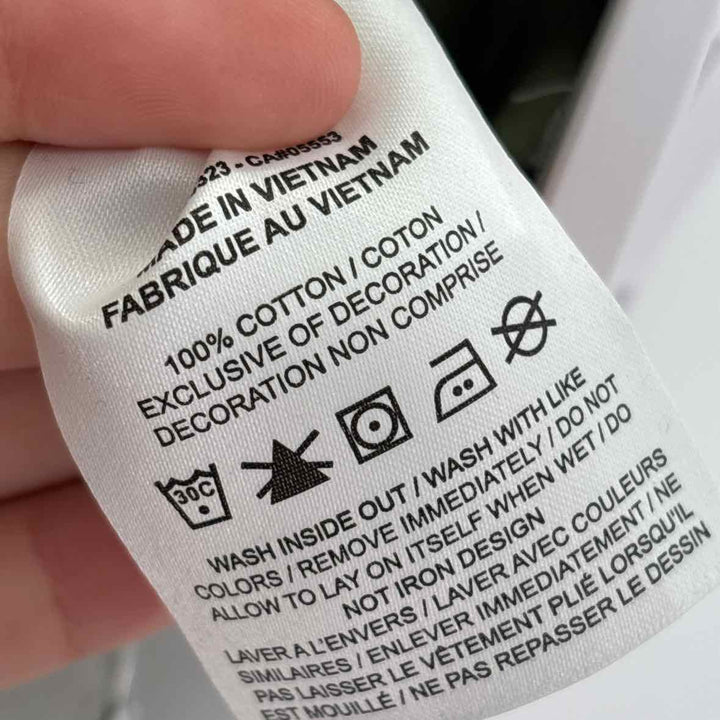 323 - CA#05553
MADE IN VIETNAM
FABRIQUE AU VIETNAM
100% COTTON / COTON
EXCLUSIVE OF DECORATION /
DECORATION NON COMPRISE
30C
WASH INSIDE OUT / WASH WITH LIKE
COLORS / REMOVE IMMEDIATELY / DO NOT
ALLOW TO LAY ON ITSELF WHEN WET / DO
NOT IRON DESIGN
LAVER A L'ENVERS / LAVER AVEC COULEURS
SIMILAIRES / ENLEVER IMMEDIATEMENT / NE
PAS LAISSER LE VÊTEMENT PLIÉ LORSQU'IL
EST MOUILLÉ / NE PAS REPASSER LE DESSIN